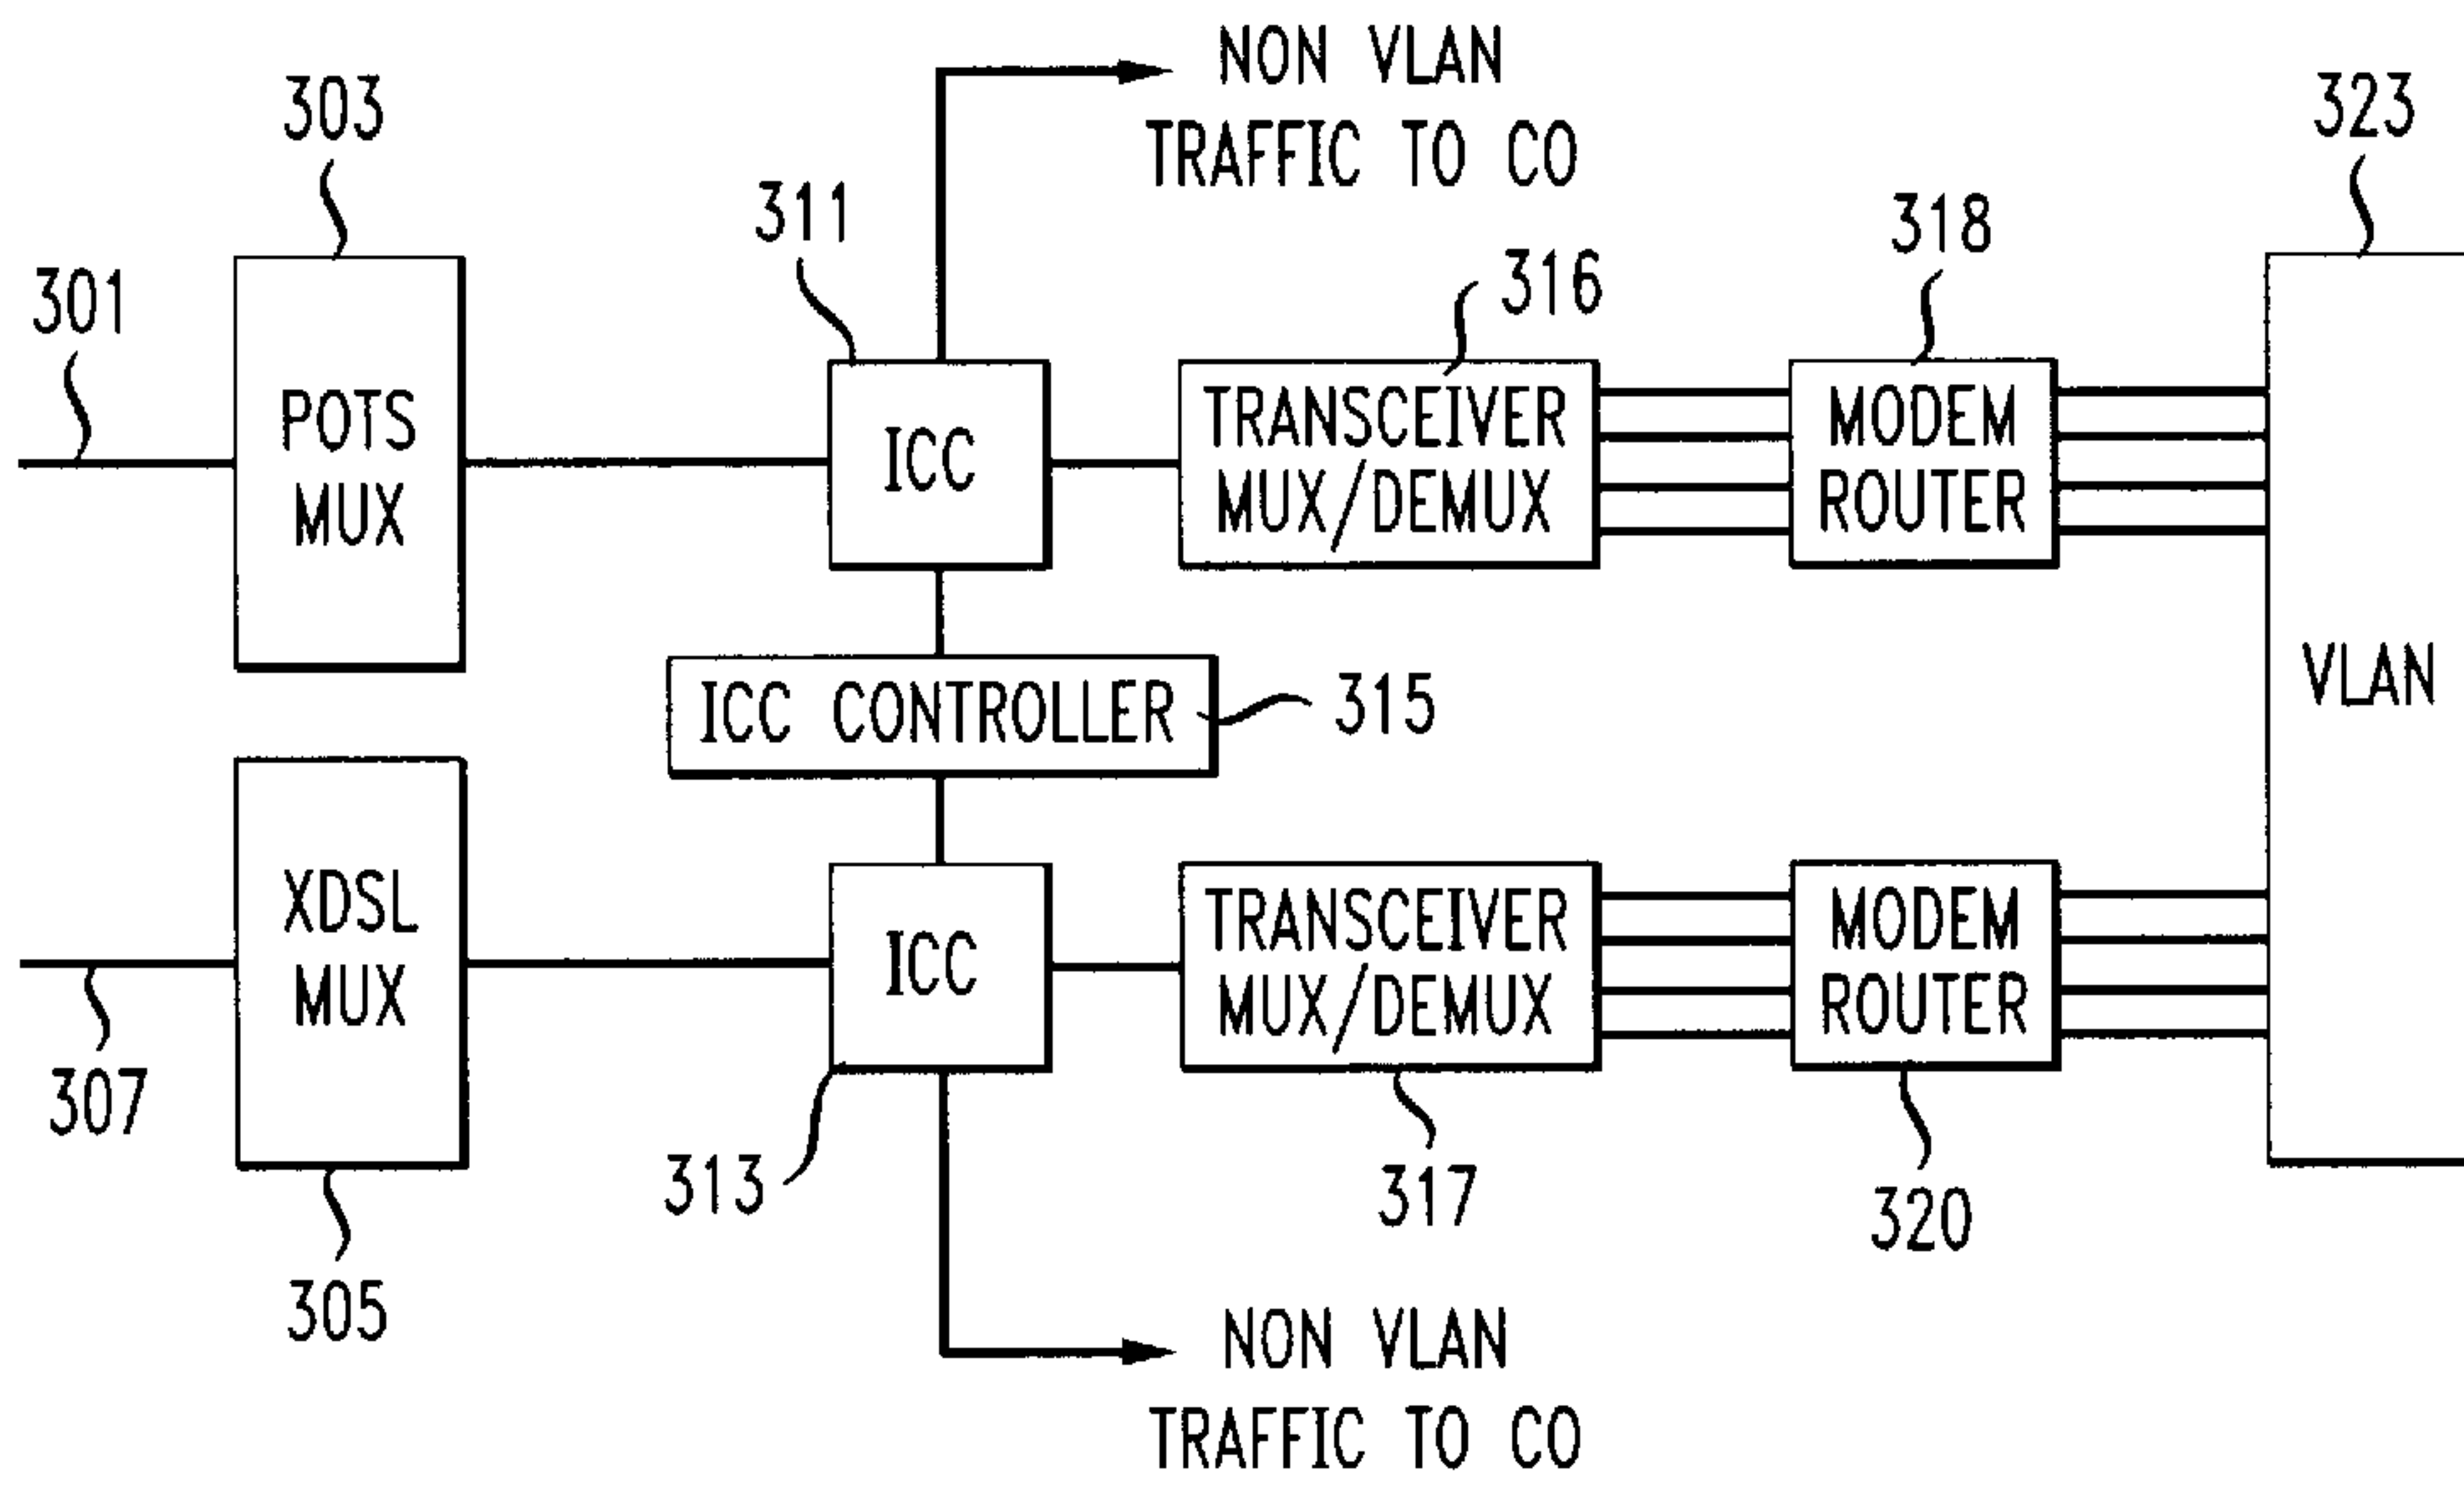 NON VLAN
TRAFFIC TO CO
303
323
311
318
316
301
POTS
MUX
ICC
TRANSCEIVER
MUX/DEMUX
MODEM
ROUTER
ICC CONTROLLER
315
VLAN
XDSL
MUX
ICC
TRANSCEIVER
MUX/DEMUX
MODEM
ROUTER
307
313
317
320
305
NON VLAN
TRAFFIC TO CO